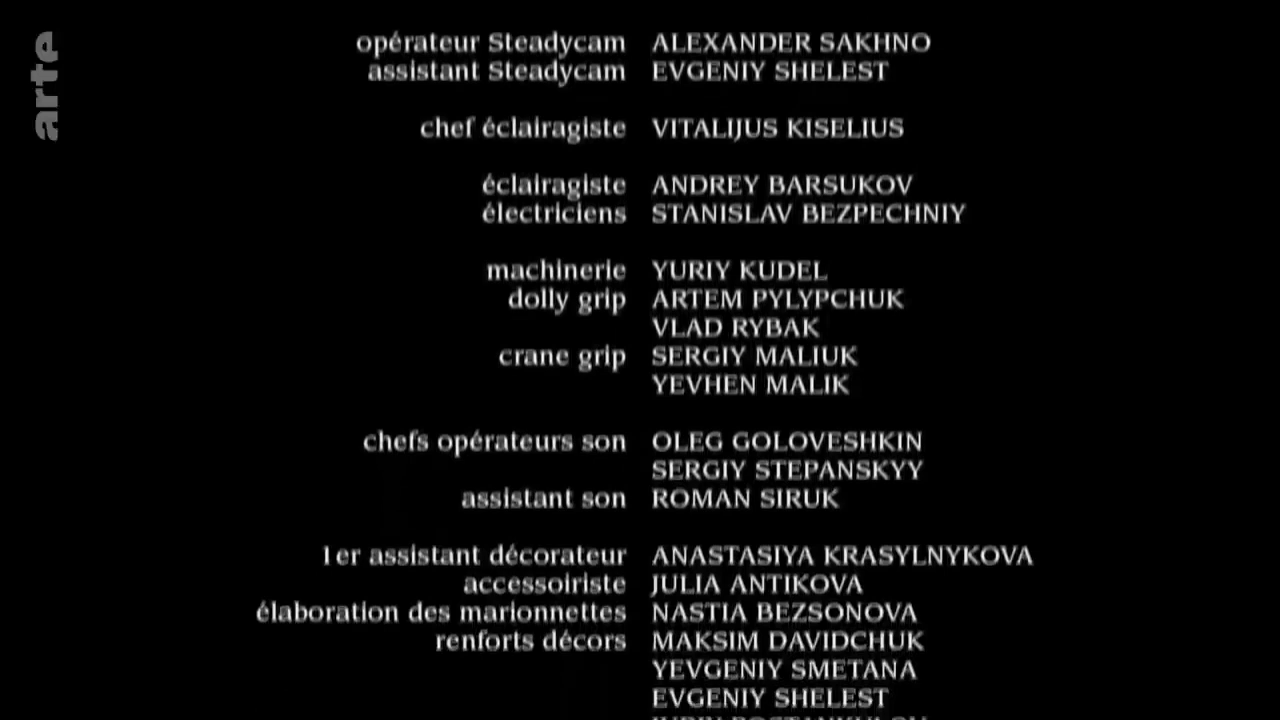 arte
opérateur Steadycam ALEXANDER SAKHNO
assistant Steadycam EVGENIY SHELEST
chef éclairagiste VITALIJUS KISELIUS
éclairagiste ANDREY BARSUKOV
électriciens STANISLAV BEZPECHNIY
machinerie YURIY KUDEL
dolly grip ARTEM PYLYPCHUK
VLAD RYBAK
crane grip SERGIY MALIUK
YEVHEN MALIK
chefs opérateurs son OLEG GOLOVESHKIN
SERGIY STEPANSKYY
assistant son ROMAN SIRUK
1er assistant décorateur ANASTASIYA KRASYLNYKOVA
accessoiriste JULIA ANTIKOVA
élaboration des marionnettes NASTIA BEZSONOVA
renforts décors MAKSIM DAVIDCHUK
YEVGENIY SMETANA
EVGENIY SHELEST